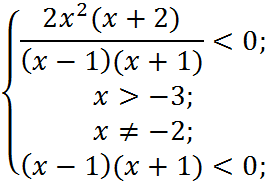 { 2x²(x + 2) / (x − 1)(x + 1) < 0;
x > −3;
x ≠ −2;
(x − 1)(x + 1) < 0;